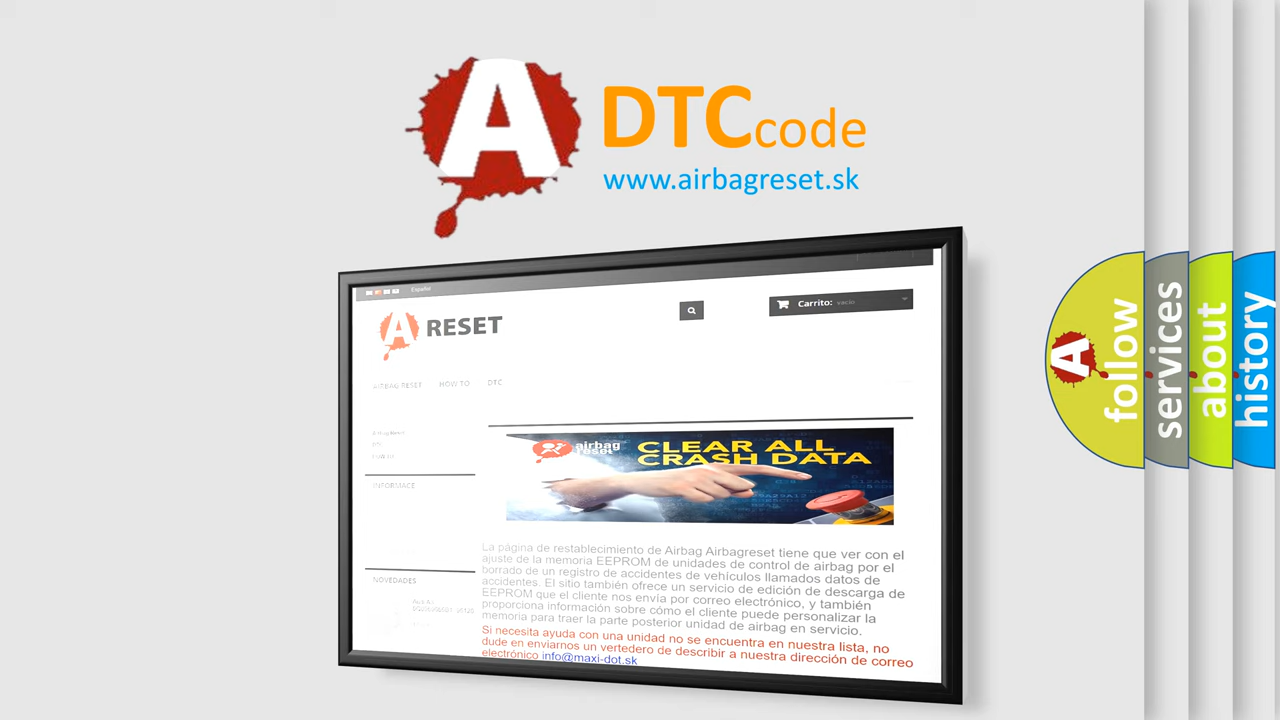 A DTCcode
www.airbagreset.sk
Español
A RESET
Carrito: vacío
AIRBAG RESET HOW TO DTC
INFORMACE
NOVEDADES
airbag
reset
CLEAR ALL
CRASH DATA
La página de restablecimiento de Airbag Airbagreset tiene que ver con el
ajuste de la memoria EEPROM de unidades de control de airbag por el
borrado de un registro de accidentes de vehículos llamados datos de
accidentes. El sitio también ofrece un servicio de edición de descarga de
EEPROM que el cliente nos envía por correo electrónico, y también
proporciona información sobre cómo el cliente puede personalizar la
memoria para traer la parte posterior unidad de airbag en servicio.
Si necesita ayuda con una unidad no se encuentra en nuestra lista, no
dude en enviarnos un vertedero de describir a nuestra dirección de correo
electrónico info@maxi-dot.sk
A follow
services
about
history